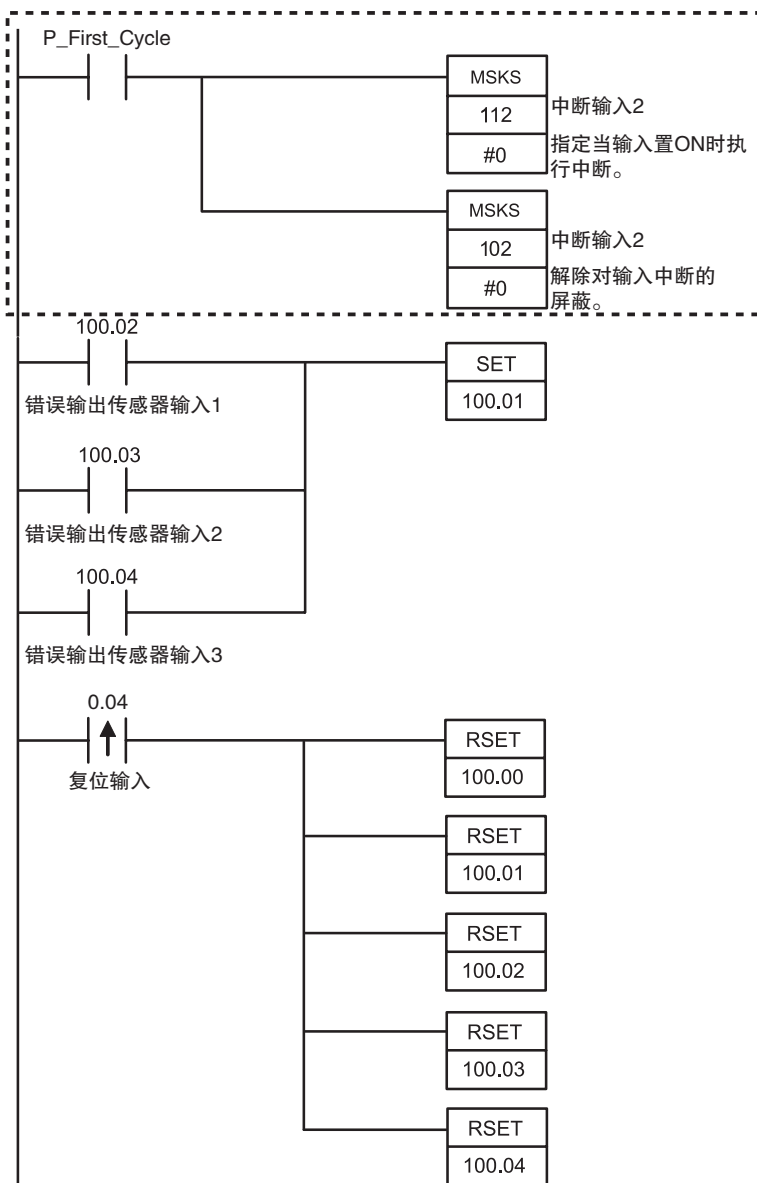 P_First_Cycle
MSKS
112
中断输入2
#0
指定当输入置ON时执
行中断。
MSKS
102
中断输入2
#0
解除对输入中断的
屏蔽。
100.02
错误输出传感器输入1
SET
100.01
100.03
错误输出传感器输入2
100.04
错误输出传感器输入3
0.04
复位输入
RSET
100.00
RSET
100.01
RSET
100.02
RSET
100.03
RSET
100.04